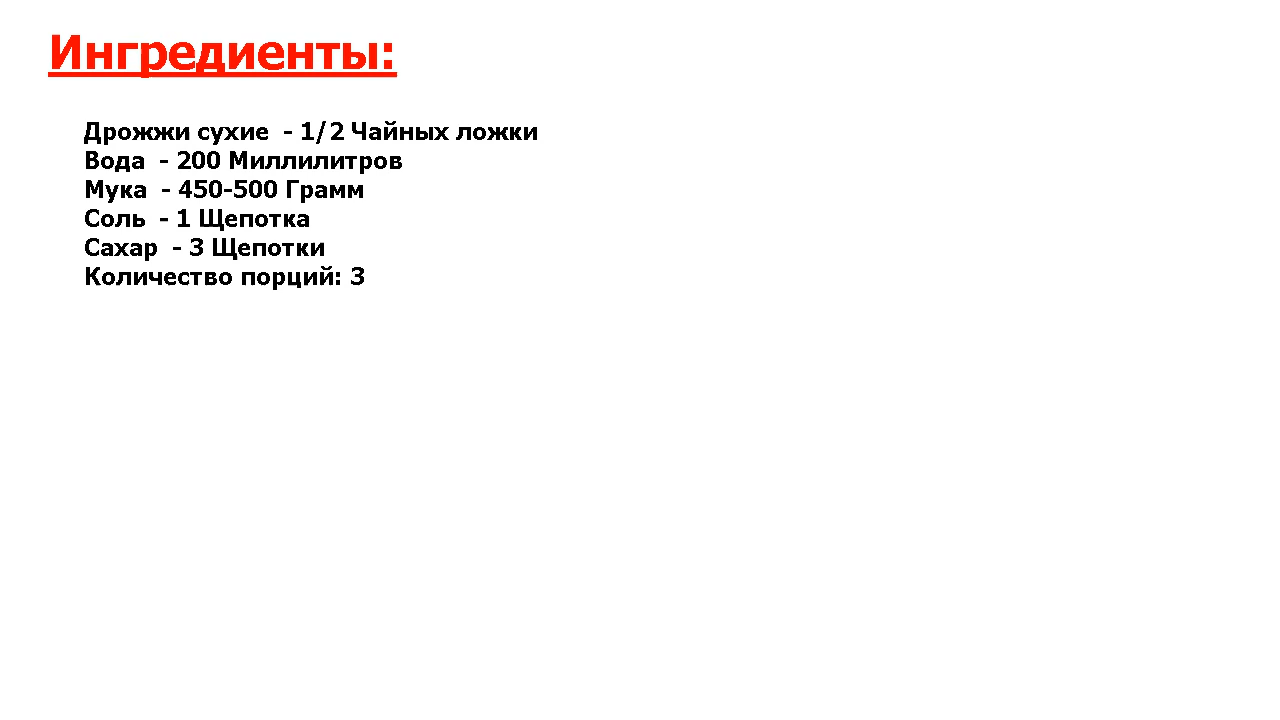 Ингредиенты:
Дрожжи сухие  - 1/2 Чайных ложки
Вода  - 200 Миллилитров
Мука  - 450-500 Грамм
Соль  - 1 Щепотка
Сахар  - 3 Щепотки
Количество порций: 3